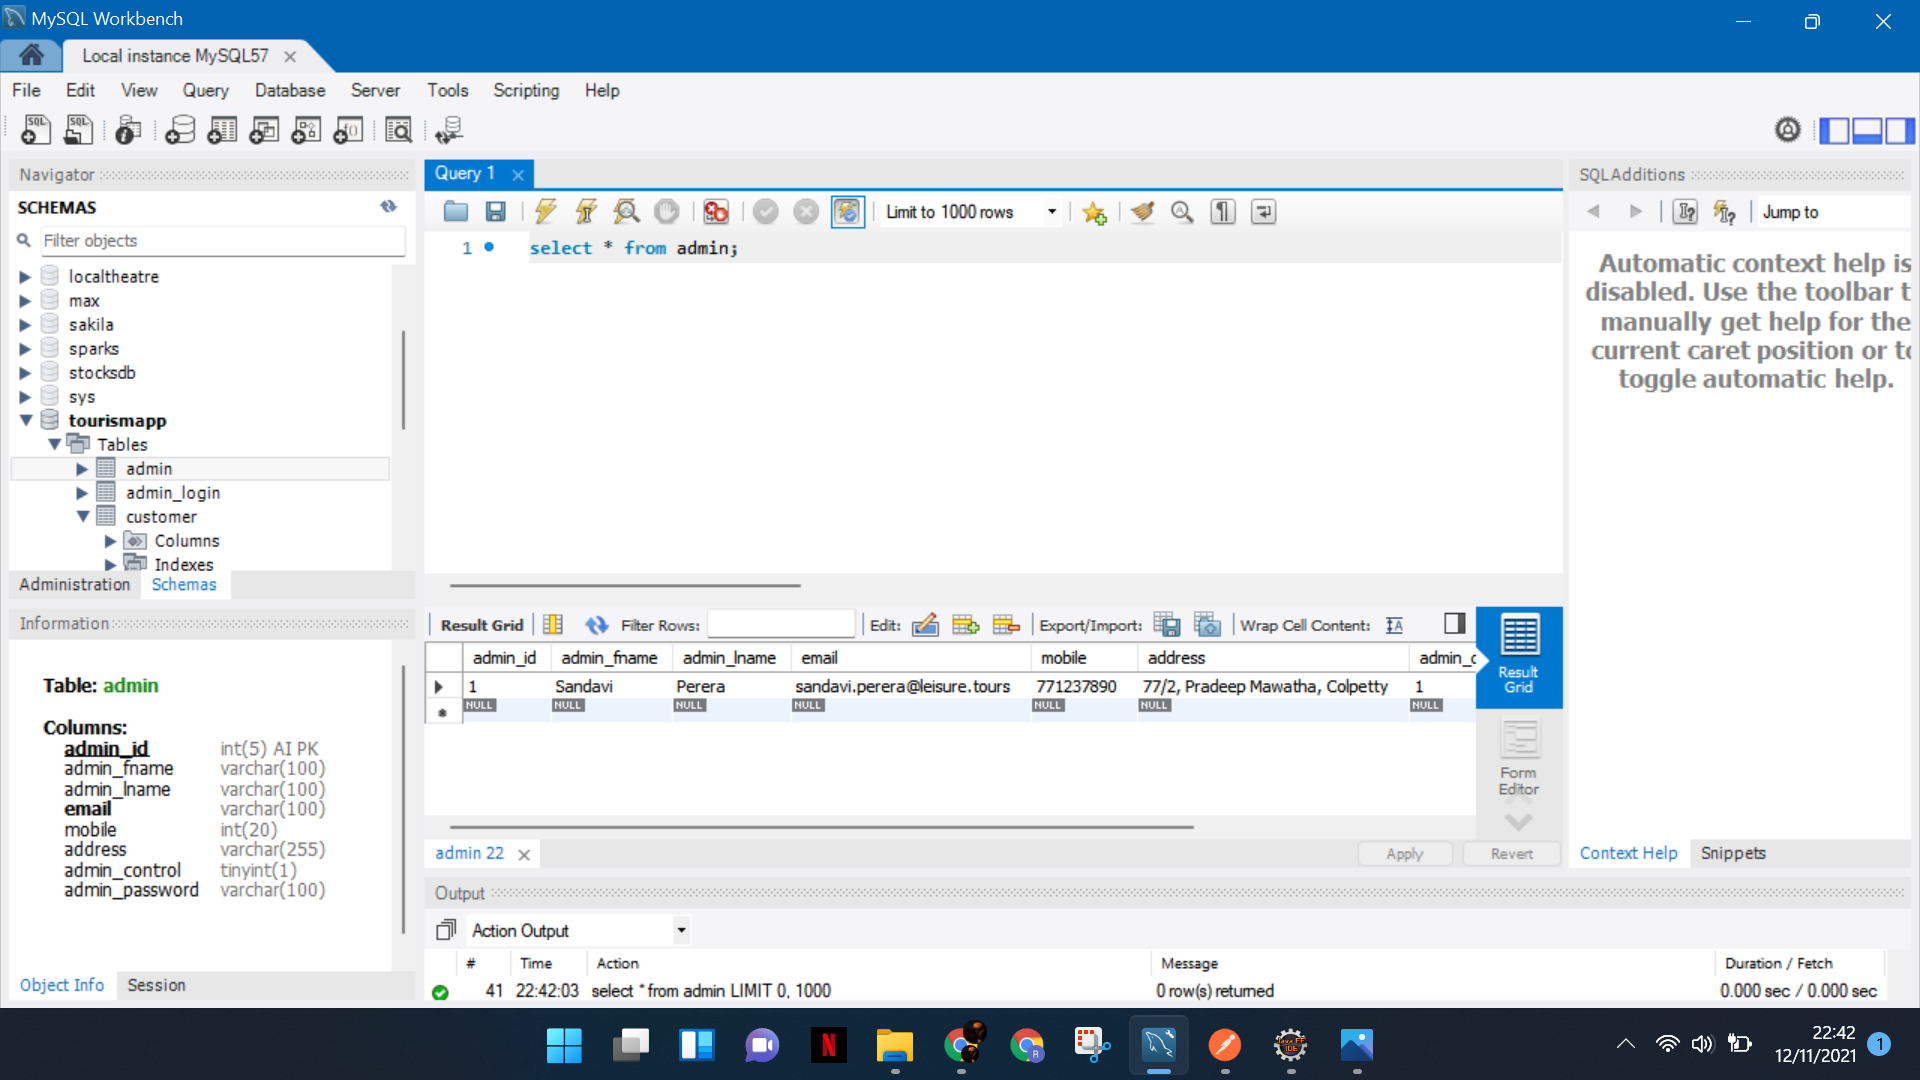 MySQL Workbench
Local instance MySQL57
File Edit View Query Database Server Tools Scripting Help
Navigator
SCHEMAS
Filter objects
localtheatre
max
sakila
sparks
stocksdb
sys
tourismapp
Tables
admin
admin_login
customer
Columns
Indexes
Administration Schemas
Information
Table: admin
Columns:
admin_id int(5) AI PK
admin_fname varchar(100)
admin_lname varchar(100)
email varchar(100)
mobile int(20)
address varchar(255)
admin_control tinyint(1)
admin_password varchar(100)
Object Info Session
Query 1
Limit to 1000 rows
1 select * from admin;
Result Grid Filter Rows: Edit: Export/Import: Wrap Cell Content:
admin_id admin_fname admin_lname email mobile address admin_c
1 Sandavi Perera sandavi.perera@leisure.tours 771237890 77/2, Pradeep Mawatha, Colpetty 1
NULL NULL NULL NULL NULL NULL NULL
Result
Grid
Form
Editor
admin 22 Apply Revert
SQLAdditions
Jump to
Automatic context help is
disabled. Use the toolbar t
manually get help for the
current caret position or to
toggle automatic help.
Context Help Snippets
Output
Action Output
# Time Action Message Duration / Fetch
41 22:42:03 select * from admin LIMIT 0, 1000 0 row(s) returned 0.000 sec / 0.000 sec
22:42
12/11/2021 1